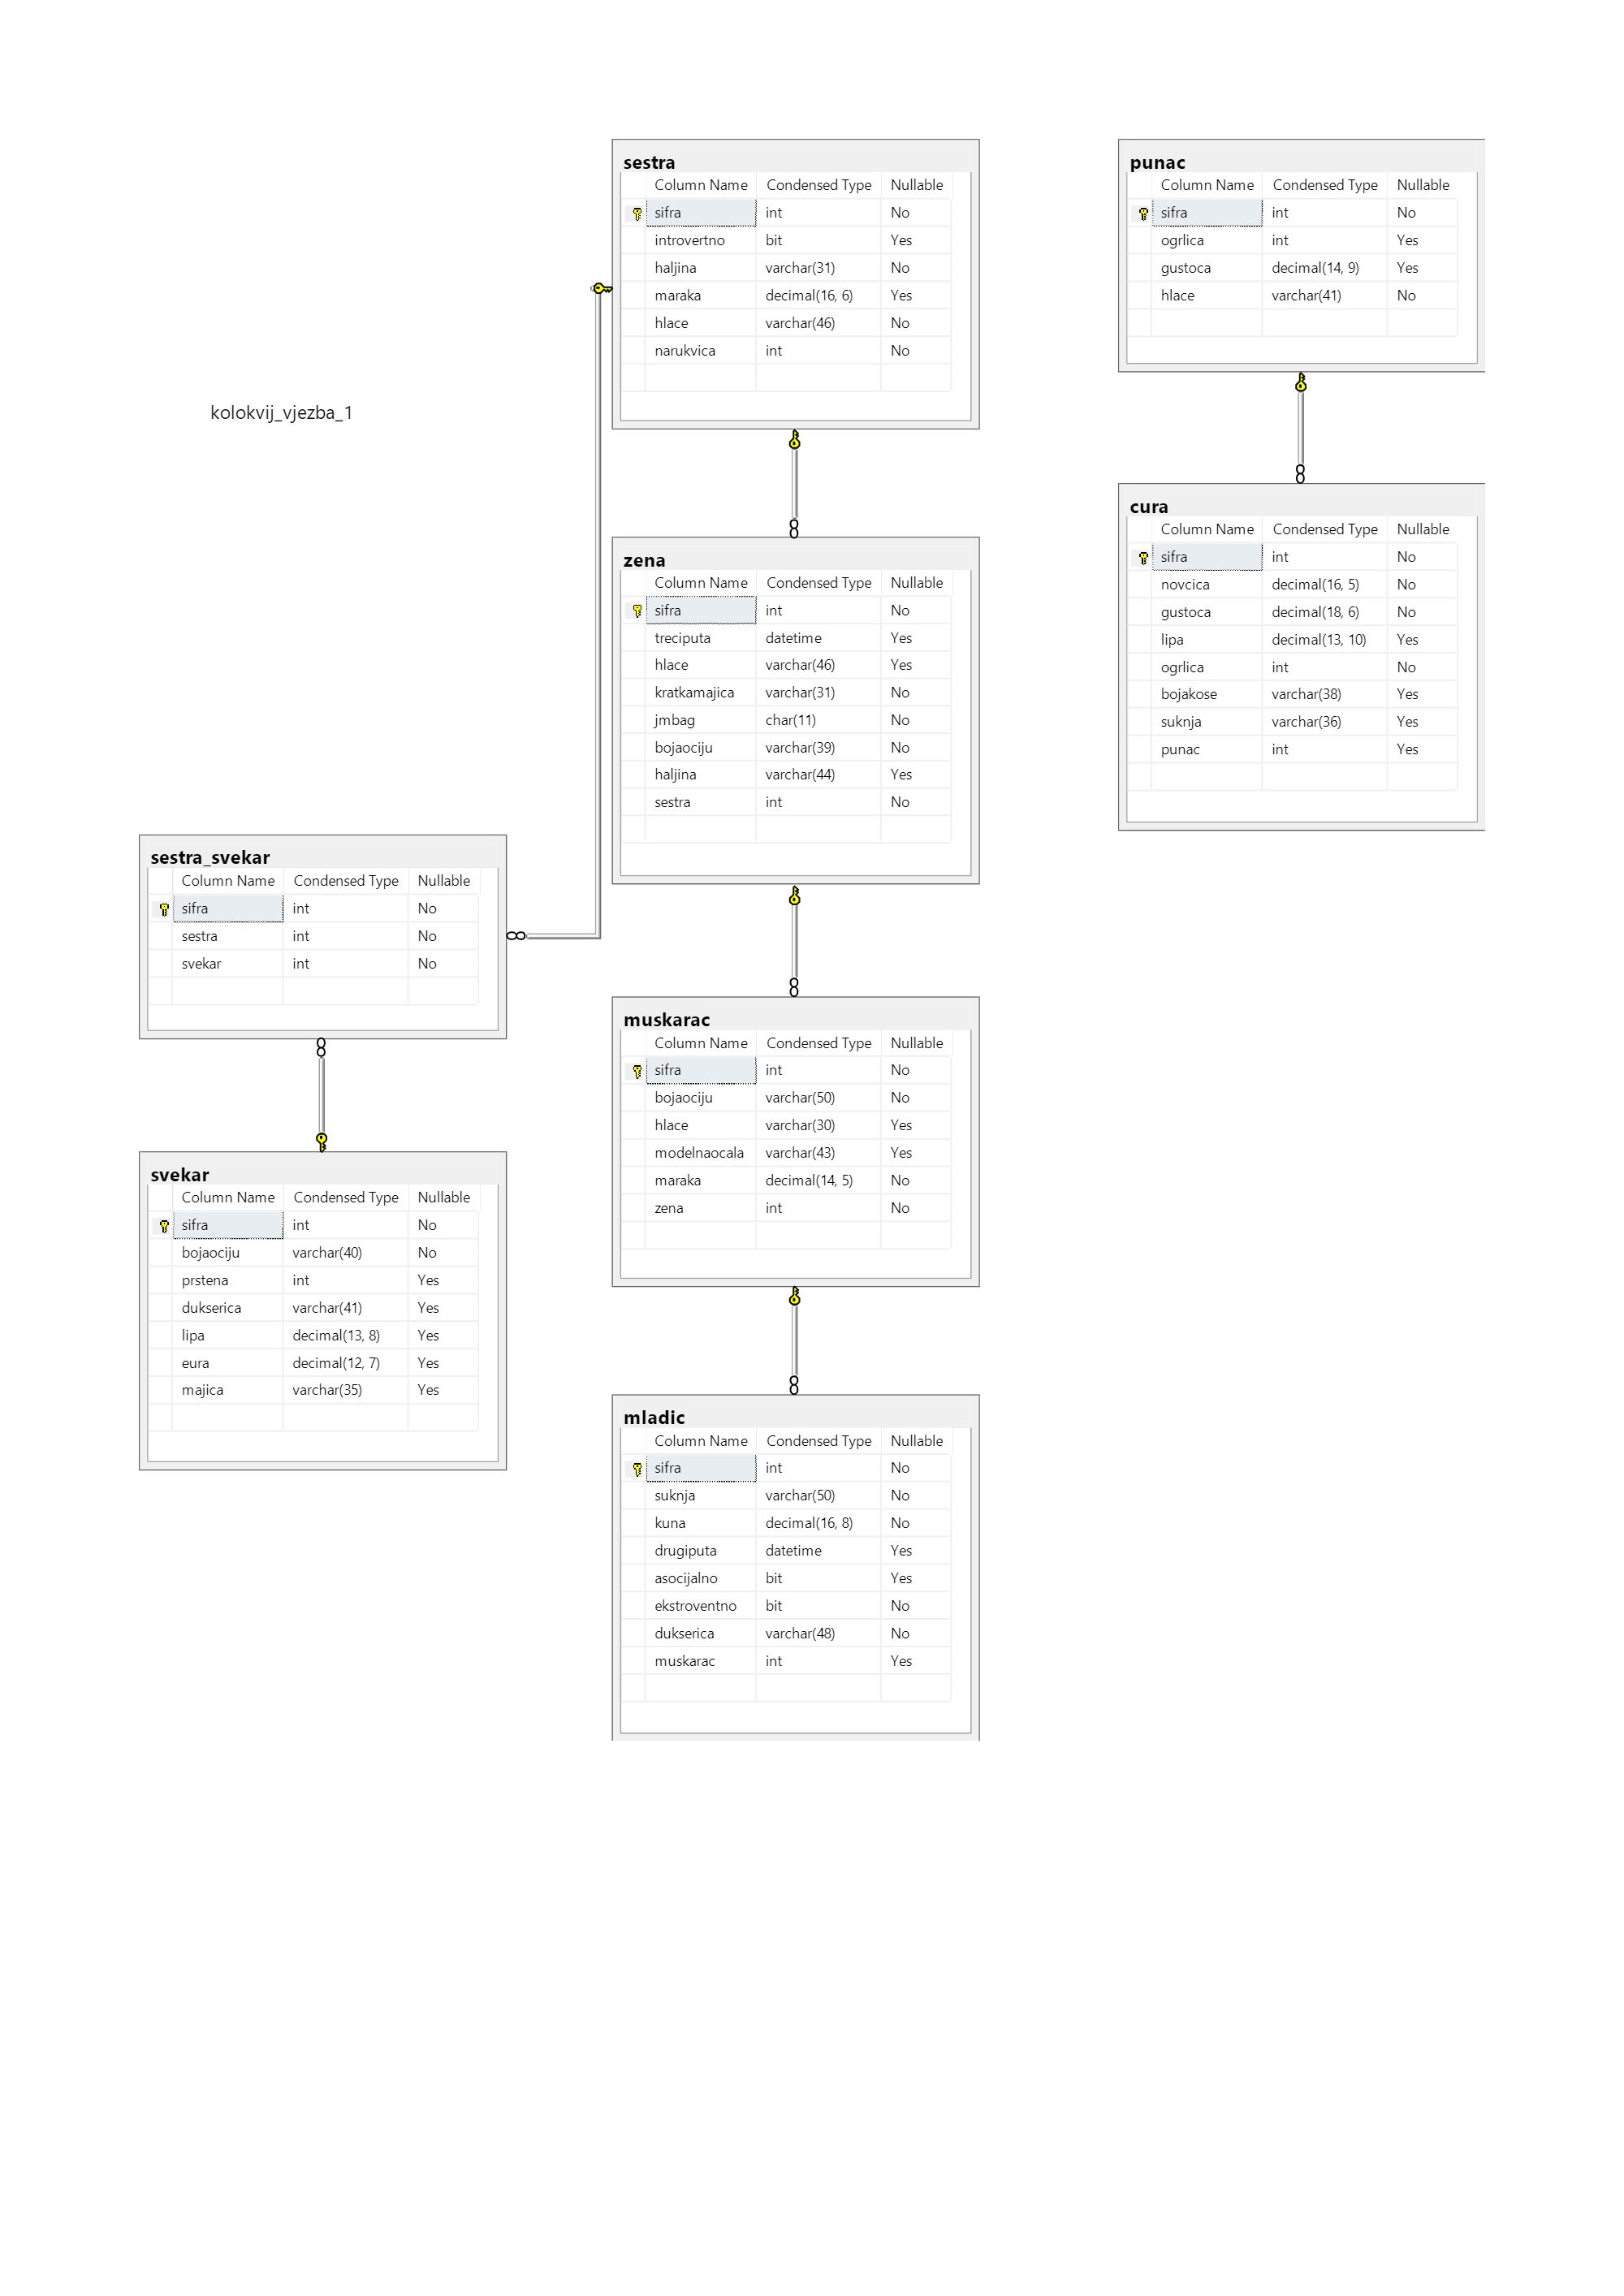 kolokvij_vjezba_1
sestra
Column Name Condensed Type Nullable
sifra int No
introvertno bit Yes
haljina varchar(31) No
maraka decimal(16, 6) Yes
hlace varchar(46) No
narukvica int No
zena
Column Name Condensed Type Nullable
sifra int No
treciputa datetime Yes
hlace varchar(46) Yes
kratkamajica varchar(31) No
jmbag char(11) No
bojaociju varchar(39) No
haljina varchar(44) Yes
sestra int No
muskarac
Column Name Condensed Type Nullable
sifra int No
bojaociju varchar(50) No
hlace varchar(30) Yes
modelnaocala varchar(43) Yes
maraka decimal(14, 5) No
zena int No
mladic
Column Name Condensed Type Nullable
sifra int No
suknja varchar(50) No
kuna decimal(16, 8) No
drugiputa datetime Yes
asocijalno bit Yes
ekstroventno bit No
dukserica varchar(48) No
muskarac int Yes
sestra_svekar
Column Name Condensed Type Nullable
sifra int No
sestra int No
svekar int No
svekar
Column Name Condensed Type Nullable
sifra int No
bojaociju varchar(40) No
prstena int Yes
dukserica varchar(41) Yes
lipa decimal(13, 8) Yes
eura decimal(12, 7) Yes
majica varchar(35) Yes
punac
Column Name Condensed Type Nullable
sifra int No
ogrlica int Yes
gustoca decimal(14, 9) Yes
hlace varchar(41) No
cura
Column Name Condensed Type Nullable
sifra int No
novcica decimal(16, 5) No
gustoca decimal(18, 6) No
lipa decimal(13, 10) Yes
ogrlica int No
bojakose varchar(38) Yes
suknja varchar(36) Yes
punac int Yes